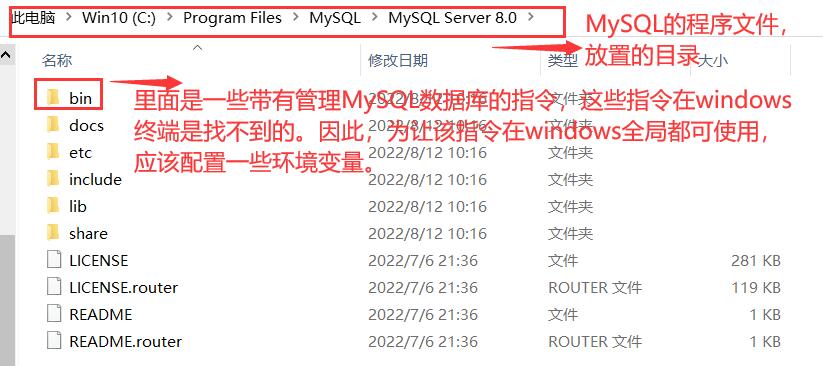 此电脑 > Win10 (C:) > Program Files > MySQL > MySQL Server 8.0 >
MySQL的程序文件，
放置的目录
名称 修改日期 类型 大小
bin 2022/8/12 10:16 文件夹
里面是一些带有管理MySQL数据库的指令，这些指令在windows
终端是找不到的。因此，为让该指令在windows全局都可使用，
应该配置一些环境变量。
docs 2022/8/12 10:16 文件夹
etc 2022/8/12 10:16 文件夹
include 2022/8/12 10:16 文件夹
lib 2022/8/12 10:16 文件夹
share 2022/8/12 10:16 文件夹
LICENSE 2022/7/6 21:36 文件 281 KB
LICENSE.router 2022/7/6 21:36 ROUTER 文件 119 KB
README 2022/7/6 21:36 文件 1 KB
README.router 2022/7/6 21:36 ROUTER 文件 1 KB